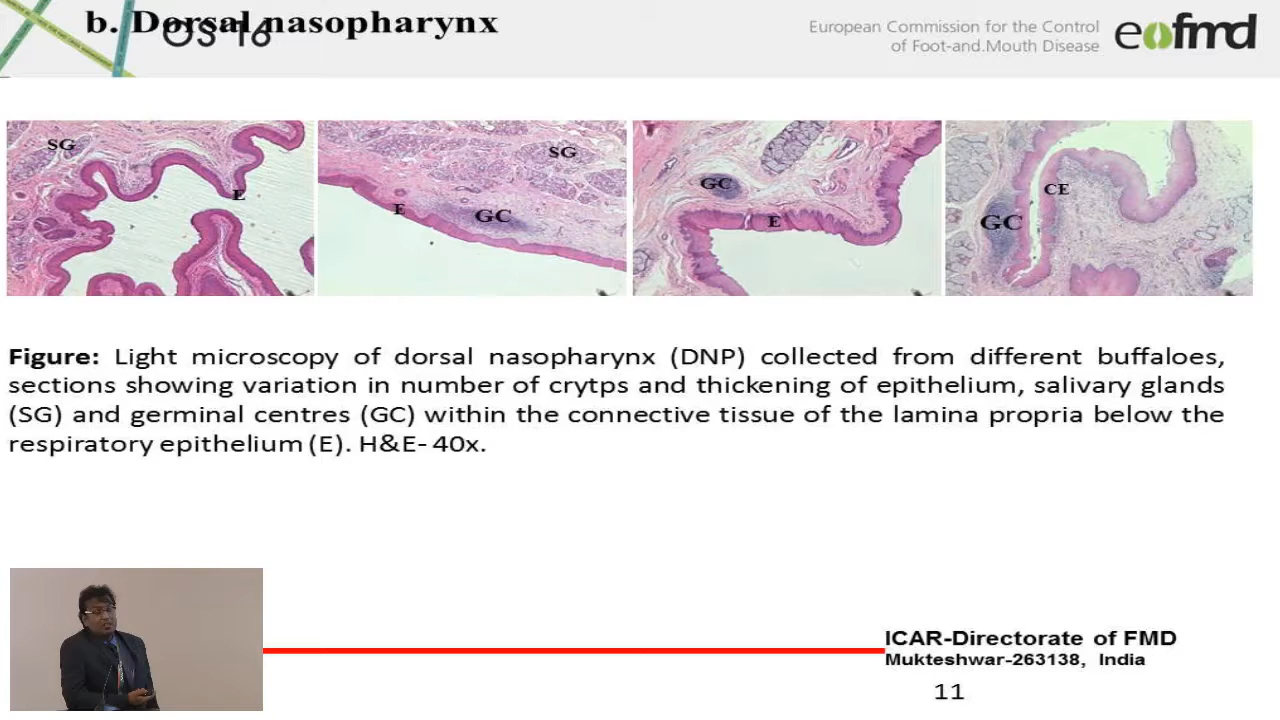 b. Dorsal nasopharynx
OS 16
European Commission for the Control
of Foot-and.Mouth Disease
eofmd
SG
E
SG
E
GC
GC
E
GC
CE
Figure: Light microscopy of dorsal nasopharynx (DNP) collected from different buffaloes,
sections showing variation in number of crytps and thickening of epithelium, salivary glands
(SG) and germinal centres (GC) within the connective tissue of the lamina propria below the
respiratory epithelium (E). H&E- 40x.
ICAR-Directorate of FMD
Mukteshwar-263138, India
11